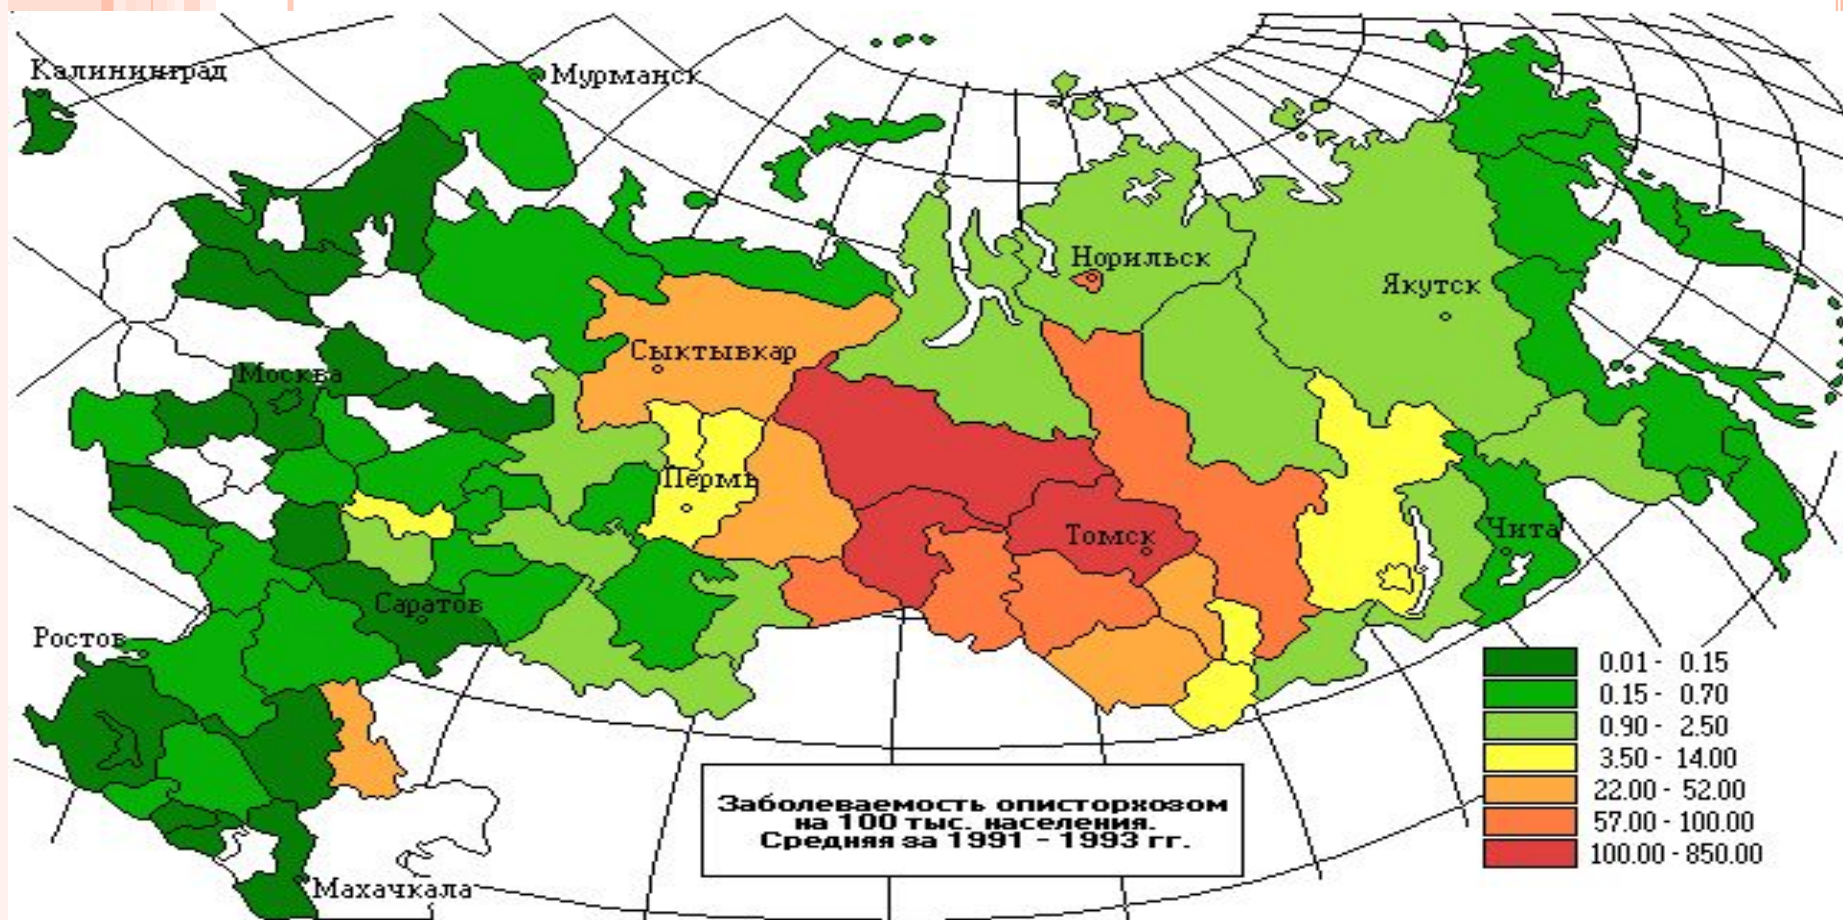 Калининград
Мурманск
Норильск
Якутск
Сыктывкар
Москва
Пермь
Томск
Чита
Саратов
Ростов
Махачкала
0.01 - 0.15
0.15 - 0.70
0.90 - 2.50
3.50 - 14.00
22.00 - 52.00
57.00 - 100.00
100.00 - 850.00
Заболеваемость описторхозом
на 100 тыс. населения.
Средняя за 1991 - 1993 гг.